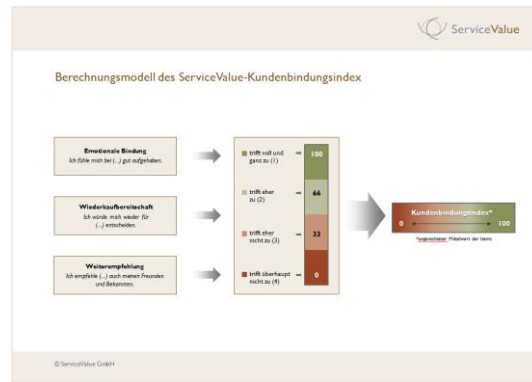 ServiceValue
Berechnungsmodell des ServiceValue-Kundenbindungsindex
Emotionale Bindung
Ich fühle mich bei (...) gut aufgehoben.
Wiederkaufbereitschaft
Ich würde mich wieder für
(...) entscheiden.
Weiterempfehlung
Ich empfehle (...) auch meinen Freunden
und Bekannten.
trifft voll und
ganz zu (1)
100
trifft eher
zu (2)
66
trifft eher
nicht zu (3)
33
trifft überhaupt
nicht zu (4)
0
Kundenbindungsindex*
0 100
*ungewichteter Mittelwert der Items
© ServiceValue GmbH